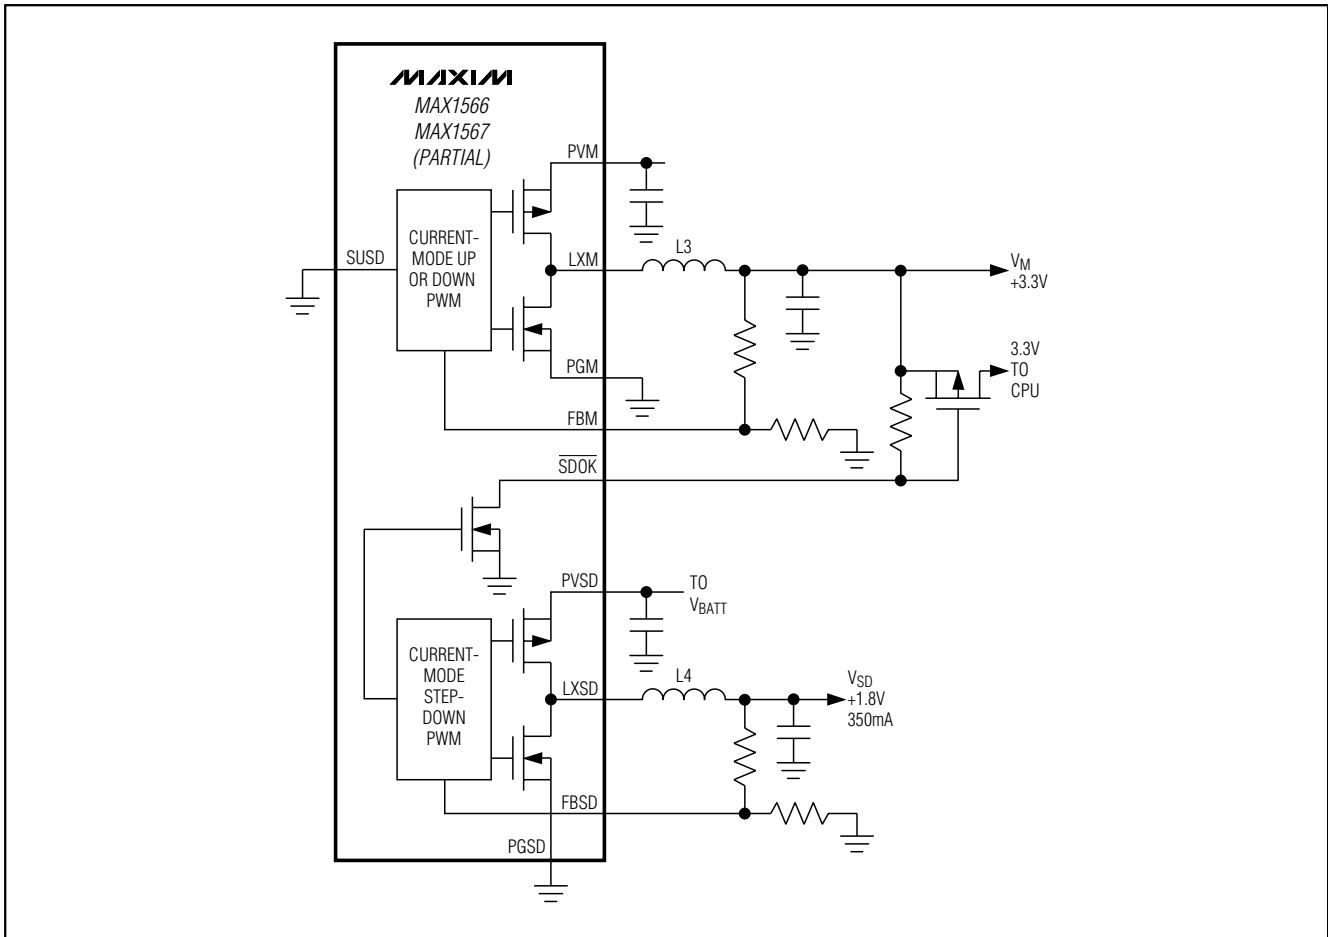 MAXIM
MAX1566
MAX1567
(PARTIAL)
PVM
CURRENT-
MODE UP
OR DOWN
PWM
SUSD
LXM
L3
VM
+3.3V
PGM
3.3V
TO
CPU
FBM
SDOK
PVSD
TO
VBATT
CURRENT-
MODE
STEP-
DOWN
PWM
LXSD
L4
VSD
+1.8V
350mA
FBSD
PGSD